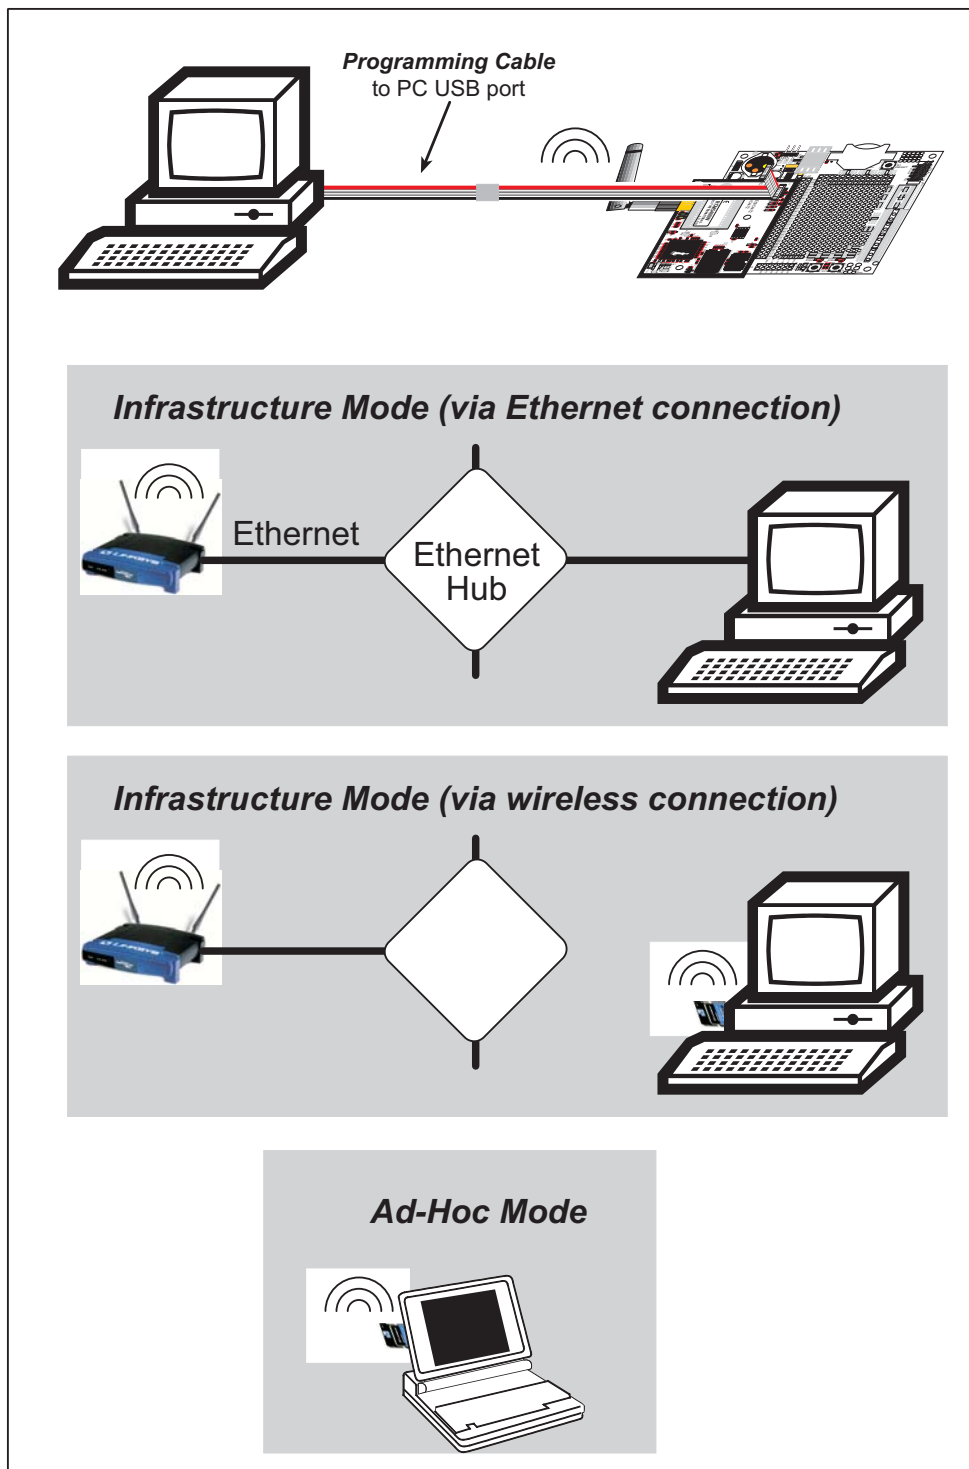 Programming Cable
to PC USB port
Infrastructure Mode (via Ethernet connection)
Ethernet
Ethernet
Hub
Infrastructure Mode (via wireless connection)
Ad-Hoc Mode